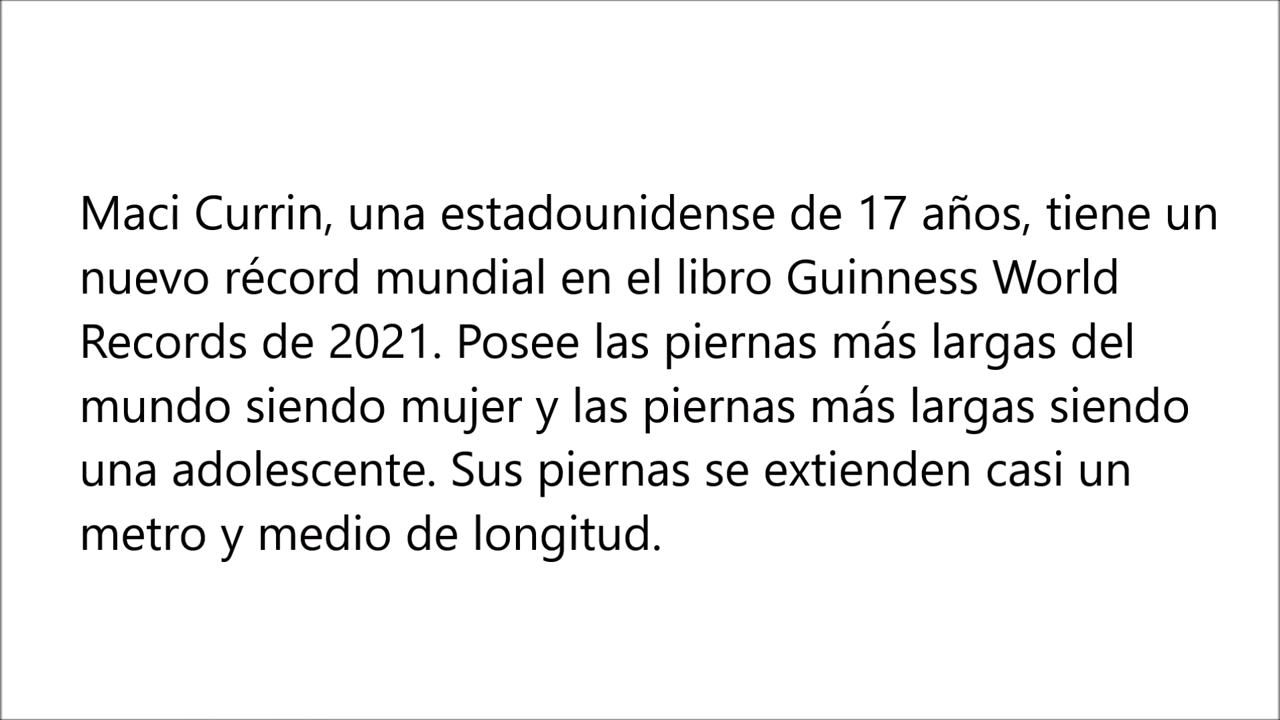 Maci Currin, una estadounidense de 17 años, tiene un
nuevo récord mundial en el libro Guinness World
Records de 2021. Posee las piernas más largas del
mundo siendo mujer y las piernas más largas siendo
una adolescente. Sus piernas se extienden casi un
metro y medio de longitud.